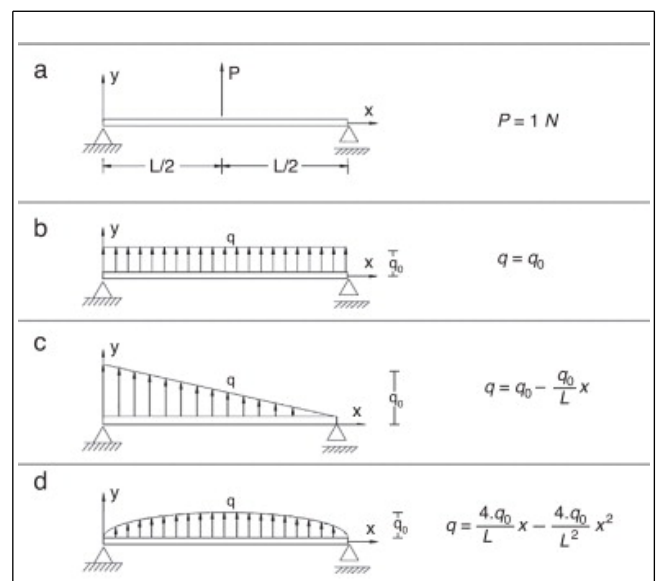 a
y
P
x
L/2
L/2
P = 1 N
b
y
q
x
q₀
q = q₀
c
y
q
x
q₀
q = q₀ - q₀/L x
d
y
q
x
q₀
q = 4.q₀/L x - 4.q₀/L² x²